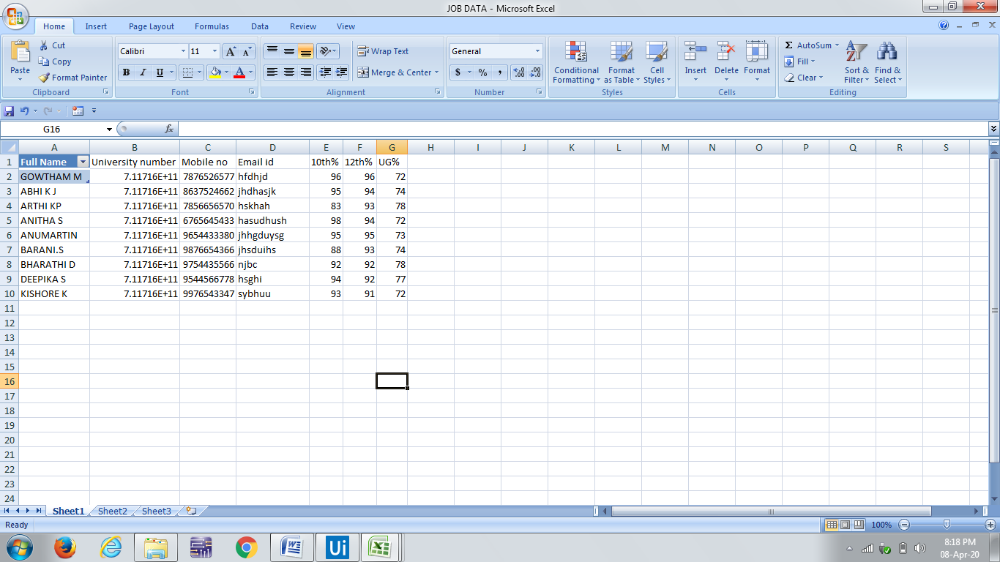 JOB DATA - Microsoft Excel
Home Insert Page Layout Formulas Data Review View
Paste Cut Copy Format Painter Clipboard
Calibri 11 A A B I U A Font
Wrap Text Merge & Center Alignment
General $ % , .00 .0 Number
Conditional Formatting Format as Table Cell Styles Styles
Insert Delete Format Cells
Σ AutoSum Fill Clear Sort & Filter Find & Select Editing
G16 fx
A B C D E F G H I J K L M N O P Q R S
1 Full Name University number Mobile no Email id 10th% 12th% UG%
2 GOWTHAM M 7.11716E+11 7876526577 hfdhjd 96 96 72
3 ABHI K J 7.11716E+11 8637524662 jhdhasjk 95 94 74
4 ARTHI KP 7.11716E+11 7856656570 hskhah 83 93 78
5 ANITHA S 7.11716E+11 6765645433 hasudhush 98 94 72
6 ANUMARTIN 7.11716E+11 9654433380 jhhgduysg 95 95 73
7 BARANI.S 7.11716E+11 9876654366 jhsduihs 88 93 74
8 BHARATHI D 7.11716E+11 9754435566 njbc 92 92 78
9 DEEPIKA S 7.11716E+11 9544566778 hsghi 94 92 77
10 KISHORE K 7.11716E+11 9976543347 sybhuu 93 91 72
11
12
13
14
15
16
17
18
19
20
21
22
23
24
Sheet1 Sheet2 Sheet3
Ready 100%
W Ui X 8:18 PM
08-Apr-20